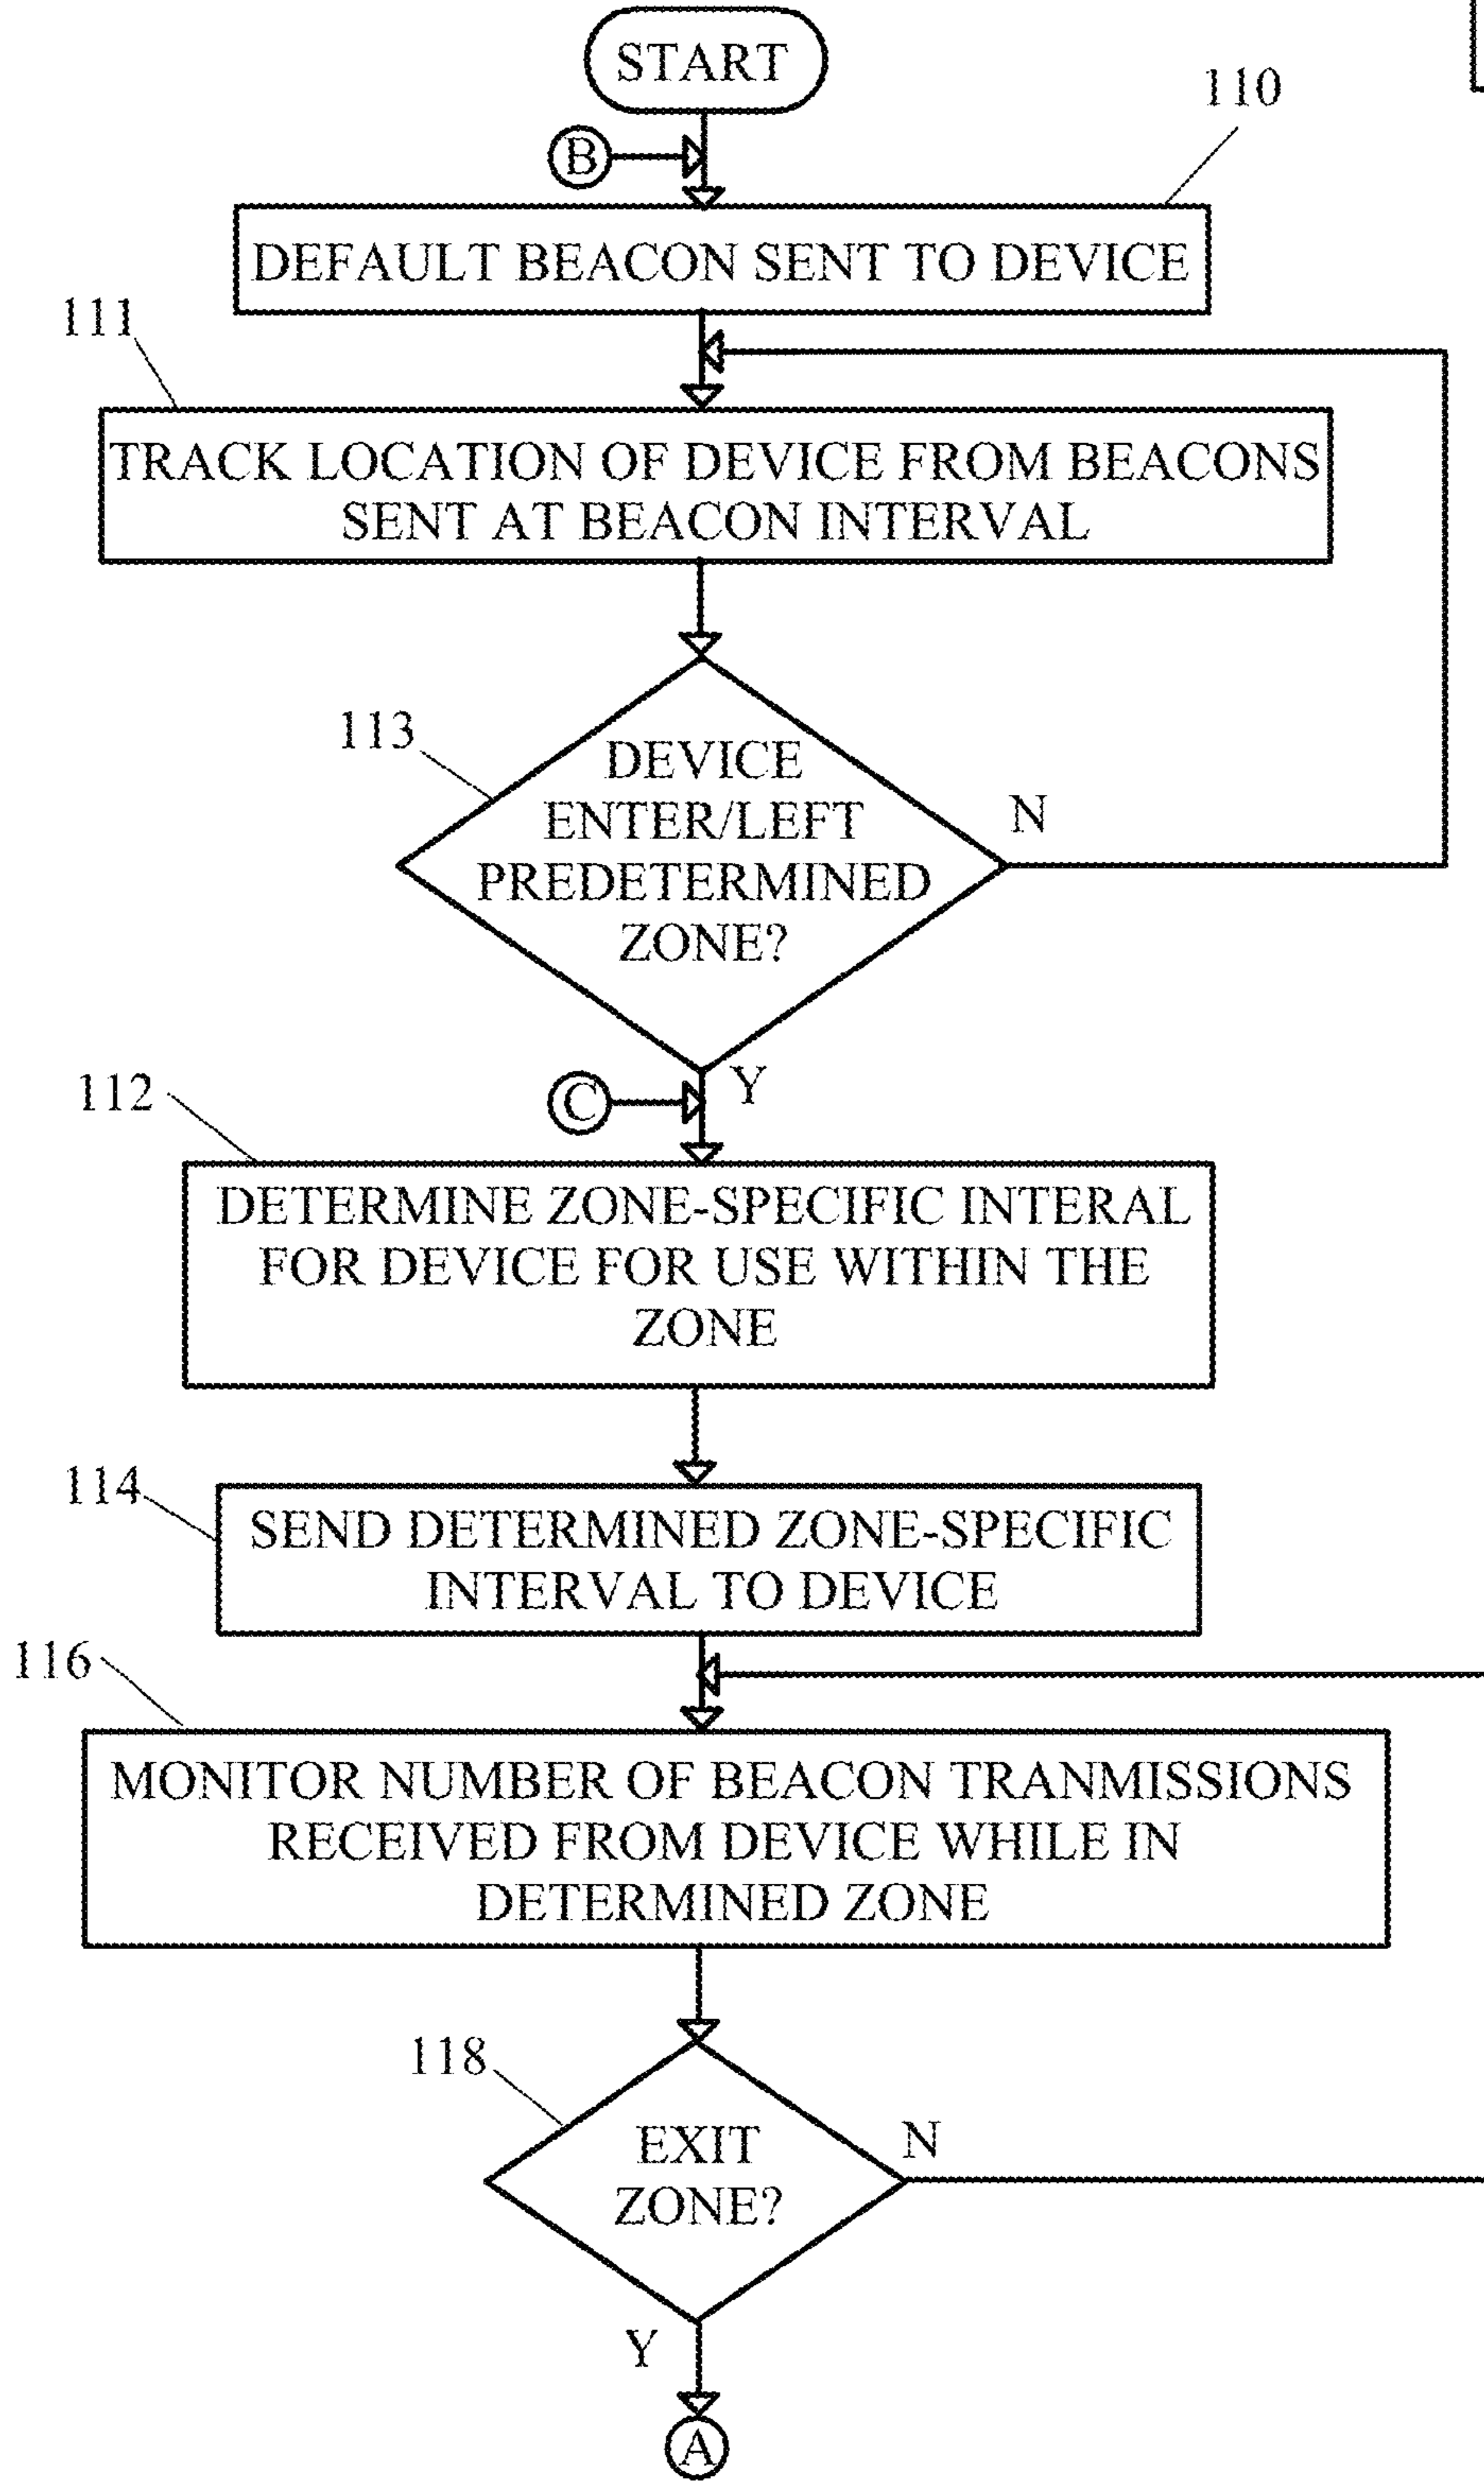 START
110
B
DEFAULT BEACON SENT TO DEVICE
111
TRACK LOCATION OF DEVICE FROM BEACONS
SENT AT BEACON INTERVAL
113
DEVICE
ENTER/LEFT
PREDETERMINED
ZONE?
N
Y
C
112
DETERMINE ZONE-SPECIFIC INTERAL
FOR DEVICE FOR USE WITHIN THE
ZONE
114
SEND DETERMINED ZONE-SPECIFIC
INTERVAL TO DEVICE
116
MONITOR NUMBER OF BEACON TRANMISSIONS
RECEIVED FROM DEVICE WHILE IN
DETERMINED ZONE
118
EXIT
ZONE?
N
Y
A